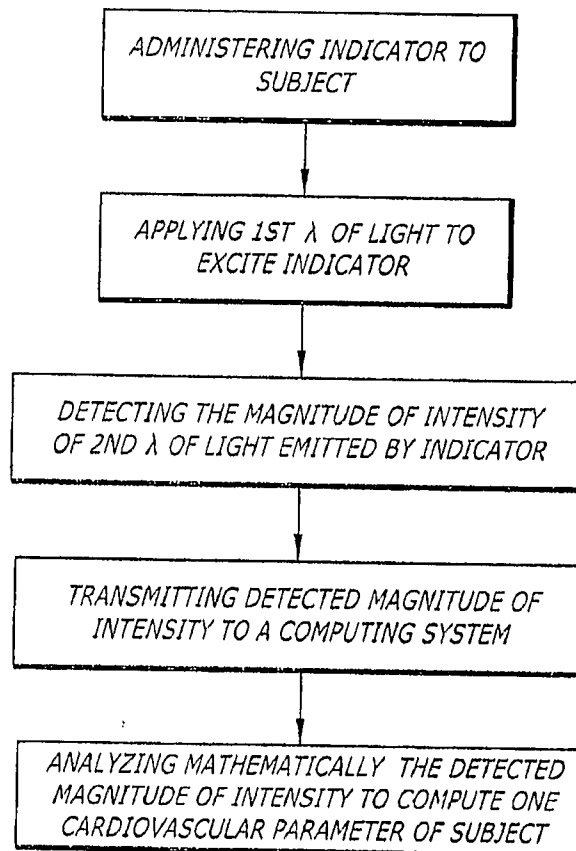 ADMINISTERING INDICATOR TO
SUBJECT
APPLYING 1ST λ OF LIGHT TO
EXCITE INDICATOR
DETECTING THE MAGNITUDE OF INTENSITY
OF 2ND λ OF LIGHT EMITTED BY INDICATOR
TRANSMITTING DETECTED MAGNITUDE OF
INTENSITY TO A COMPUTING SYSTEM
ANALYZING MATHEMATICALLY THE DETECTED
MAGNITUDE OF INTENSITY TO COMPUTE ONE
CARDIOVASCULAR PARAMETER OF SUBJECT